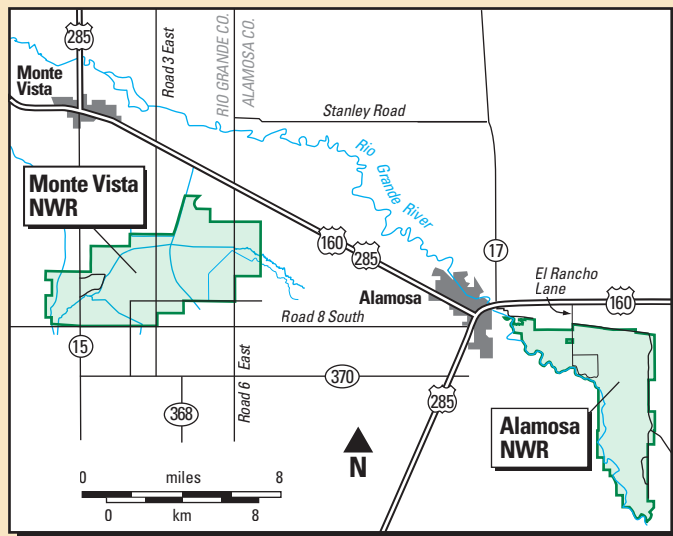 285
Monte
Vista
Road 3 East
RIO GRANDE CO.
ALAMOSA CO.
Stanley Road
Rio
Grande River
Monte Vista
NWR
160
285
17
El Rancho
Lane
160
Alamosa
Road 8 South
15
370
368
Road 6 East
285
Alamosa
NWR
N
0 miles 8
0 km 8